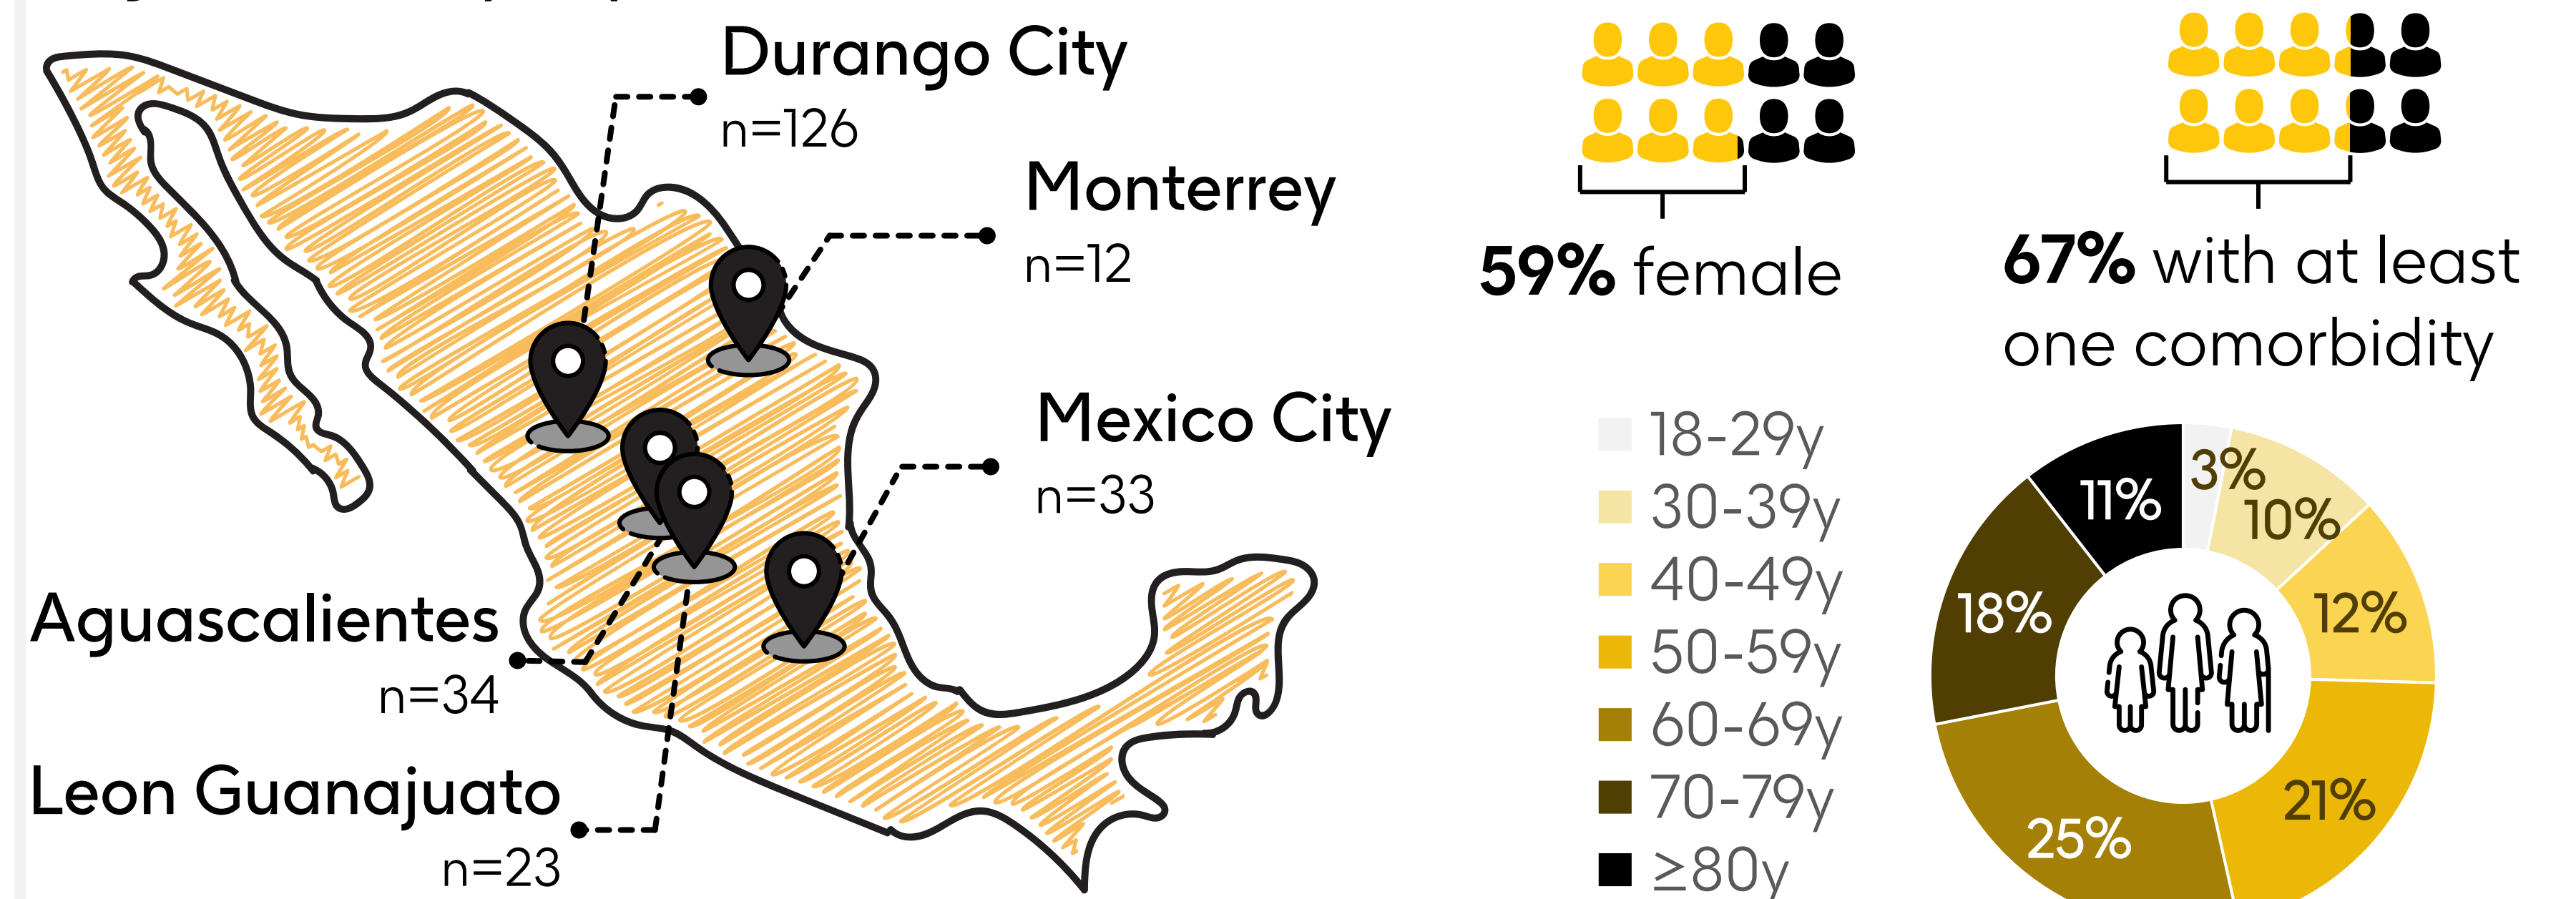 Durango City
n=126
Monterrey
n=12
Mexico City
n=33
Aguascalientes
n=34
Leon Guanajuato
n=23
59% female
67% with at least
one comorbidity
18-29y
30-39y
40-49y
50-59y
60-69y
70-79y
≥80y
3%
10%
12%
21%
25%
18%
11%